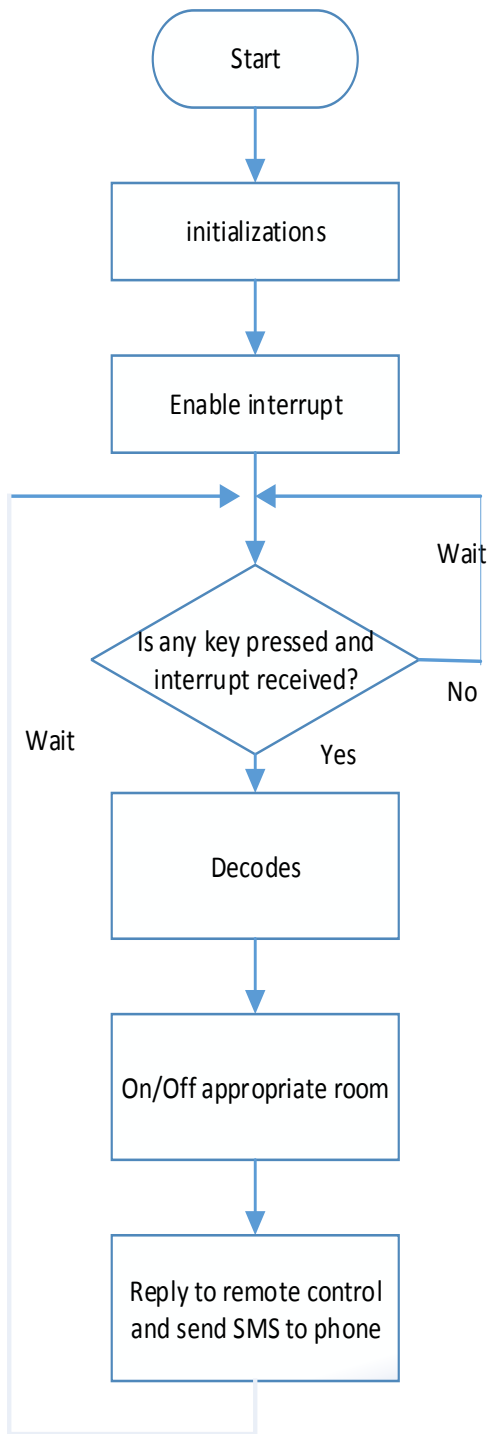 Start
initializations
Enable interrupt
Wait
Is any key pressed and
interrupt received?
No
Wait
Yes
Decodes
On/Off appropriate room
Reply to remote control
and send SMS to phone